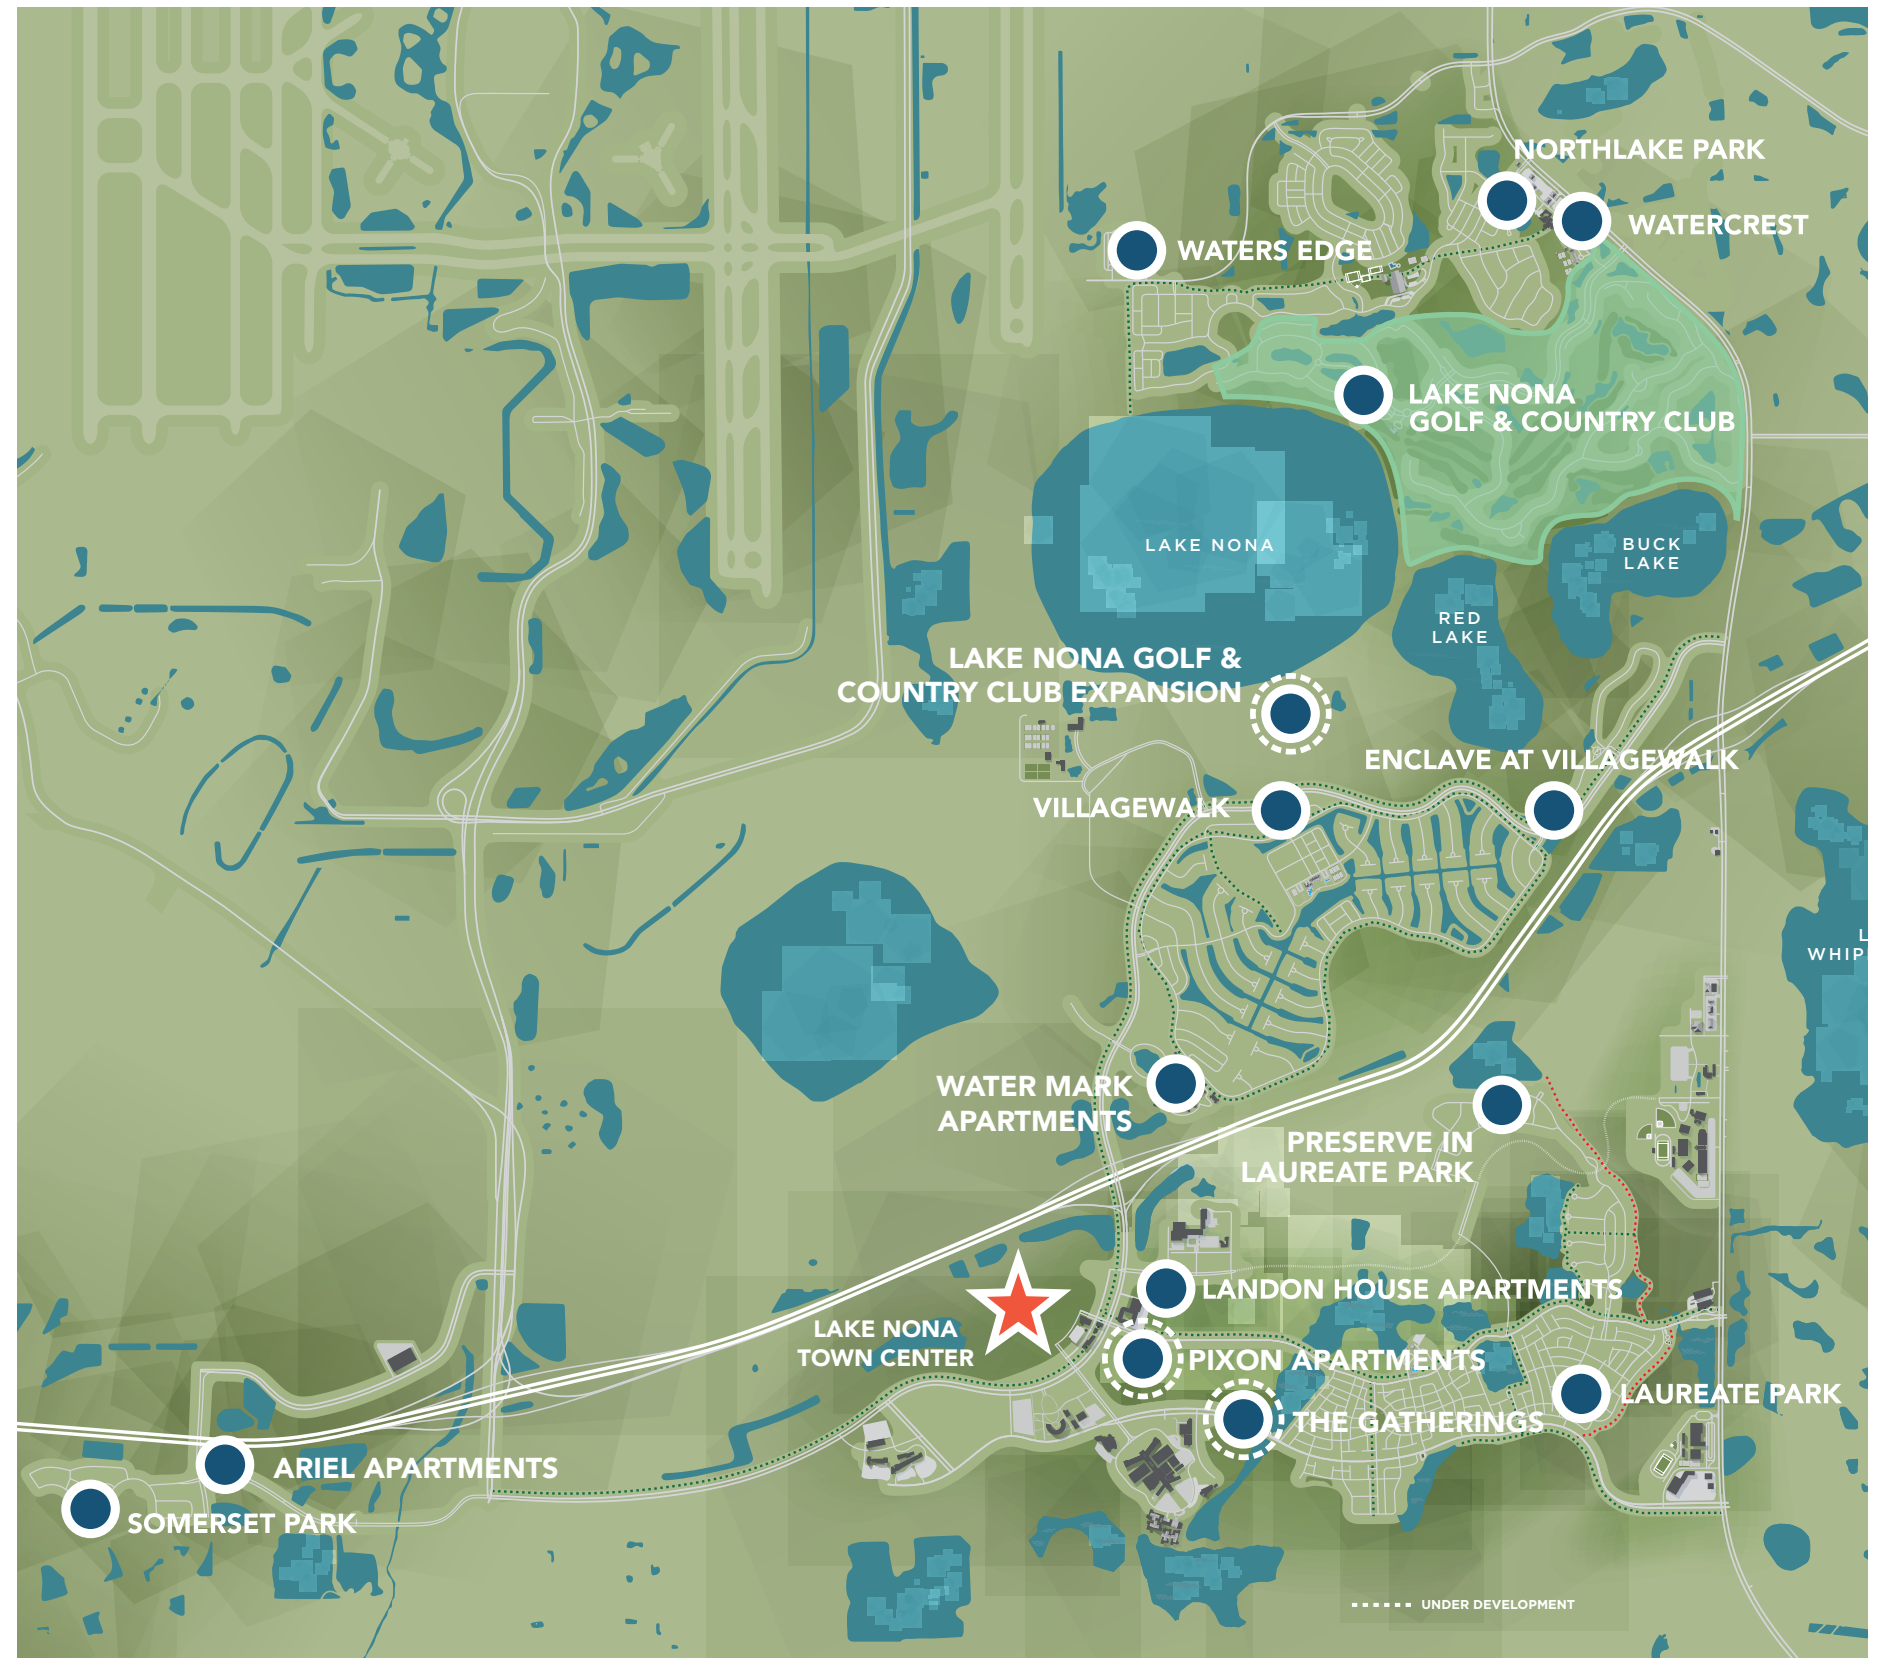 NORTHLAKE PARK
WATERCREST
WATERS EDGE
LAKE NONA
GOLF & COUNTRY CLUB
LAKE NONA
BUCK
LAKE
RED
LAKE
LAKE NONA GOLF &
COUNTRY CLUB EXPANSION
ENCLAVE AT VILLAGEWALK
VILLAGEWALK
L
WHIP
WATER MARK
APARTMENTS
PRESERVE IN
LAUREATE PARK
LANDON HOUSE APARTMENTS
LAKE NONA
TOWN CENTER
PIXON APARTMENTS
LAUREATE PARK
THE GATHERINGS
ARIEL APARTMENTS
SOMERSET PARK
UNDER DEVELOPMENT